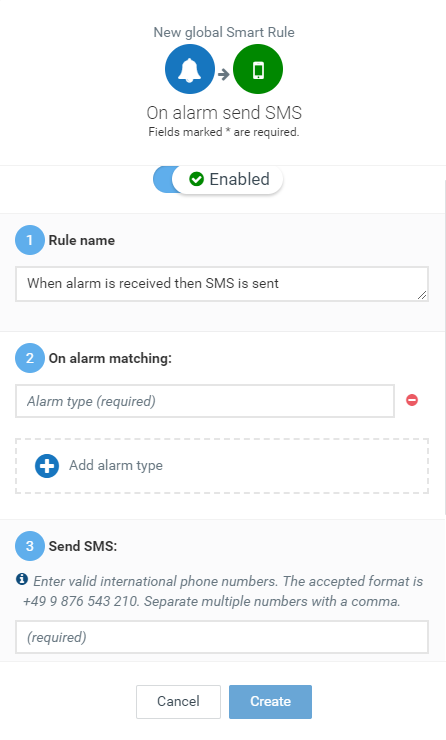 New global Smart Rule
On alarm send SMS
Fields marked * are required.
Enabled
1 Rule name
When alarm is received then SMS is sent
2 On alarm matching:
Alarm type (required)
Add alarm type
3 Send SMS:
Enter valid international phone numbers. The accepted format is
+49 9 876 543 210. Separate multiple numbers with a comma.
(required)
Cancel Create